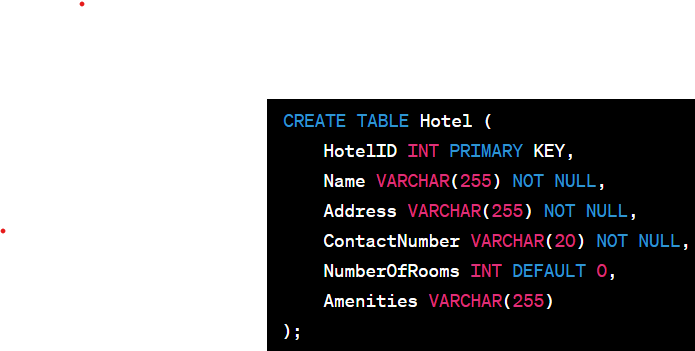 CREATE TABLE Hotel (
HotelID INT PRIMARY KEY,
Name VARCHAR(255) NOT NULL,
Address VARCHAR(255) NOT NULL,
ContactNumber VARCHAR(20) NOT NULL,
NumberOfRooms INT DEFAULT 0,
Amenities VARCHAR(255)
);